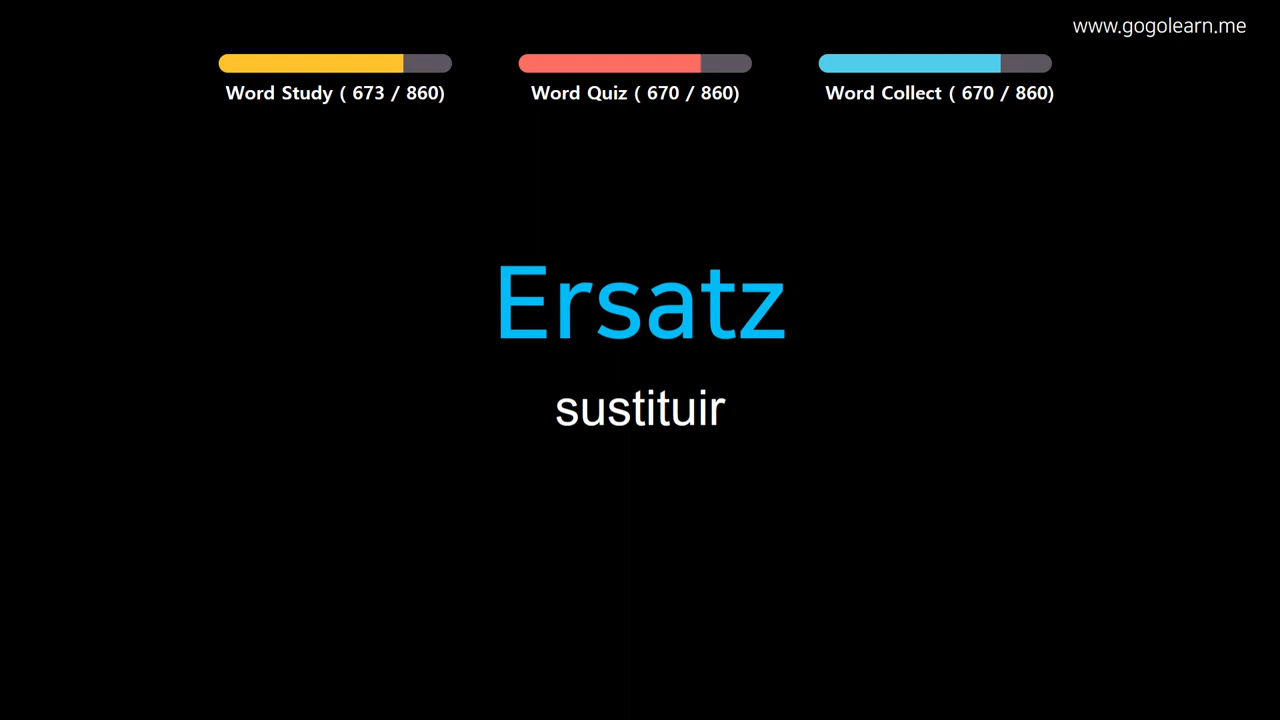 www.gogolearn.me
Word Study ( 673 / 860)
Word Quiz ( 670 / 860)
Word Collect ( 670 / 860)
Ersatz
sustituir